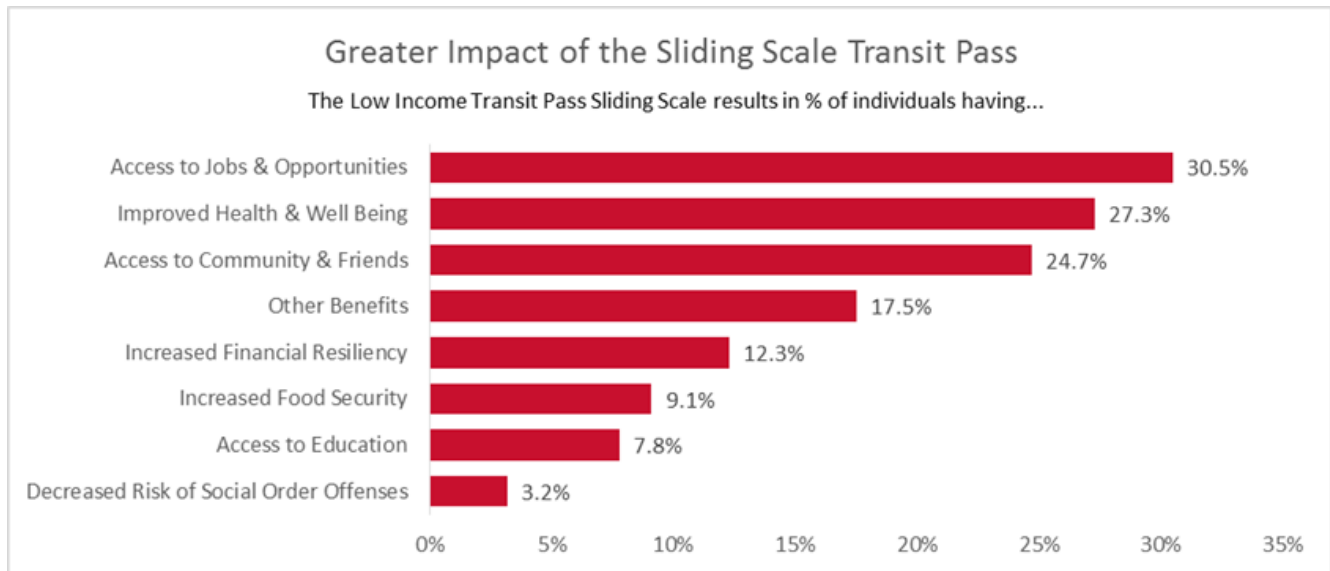 Greater Impact of the Sliding Scale Transit Pass
The Low Income Transit Pass Sliding Scale results in % of individuals having...
Access to Jobs & Opportunities 30.5%
Improved Health & Well Being 27.3%
Access to Community & Friends 24.7%
Other Benefits 17.5%
Increased Financial Resiliency 12.3%
Increased Food Security 9.1%
Access to Education 7.8%
Decreased Risk of Social Order Offenses 3.2%
0% 5% 10% 15% 20% 25% 30% 35%